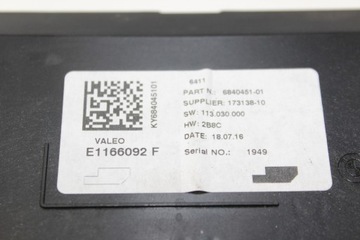 KY684045101
VALEO
E1166092 F
6411
PART N.: 6840451-01
SUPPLIER: 173138-10
SW: 113.030.000
HW: 2B8C
DATE: 18.07.16
Serial NO.: 1949